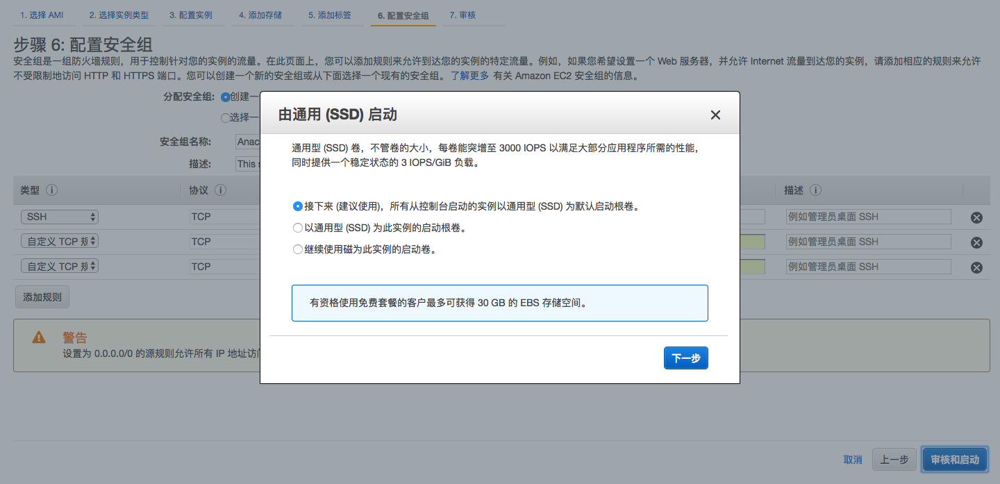 1. 选择 AMI 2. 选择实例类型 3. 配置实例 4. 添加存储 5. 添加标签 6. 配置安全组 7. 审核
步骤 6: 配置安全组
安全组是一组防火墙规则，用于控制针对您的实例的流量。在此页面上，您可以添加规则来允许到达您的实例的特定流量。例如，如果您希望设置一个 Web 服务器，并允许 Internet 流量到达您的实例，请添加相应的规则来允许
不受限制地访问 HTTP 和 HTTPS 端口。您可以创建一个新的安全组或从下面选择一个现有的安全组。 了解更多 有关 Amazon EC2 安全组的信息。
分配安全组: 创建一
选择一
安全组名称: Anac
描述: This
由通用 (SSD) 启动
通用型 (SSD) 卷，不管卷的大小，每卷能突增至 3000 IOPS 以满足大部分应用程序所需的性能，
同时提供一个稳定状态的 3 IOPS/GiB 负载。
接下来 (建议使用)，所有从控制台启动的实例以通用型 (SSD) 为默认启动根卷。
以通用型 (SSD) 为此实例的启动根卷。
继续使用磁为此实例的启动卷。
有资格使用免费套餐的客户最多可获得 30 GB 的 EBS 存储空间。
下一步
类型 协议 描述
SSH TCP 例如管理员桌面 SSH
自定义 TCP 规 TCP 例如管理员桌面 SSH
自定义 TCP 规 TCP 例如管理员桌面 SSH
添加规则
警告
设置为 0.0.0.0/0 的源规则允许所有 IP 地址访
取消 上一步 审核和启动